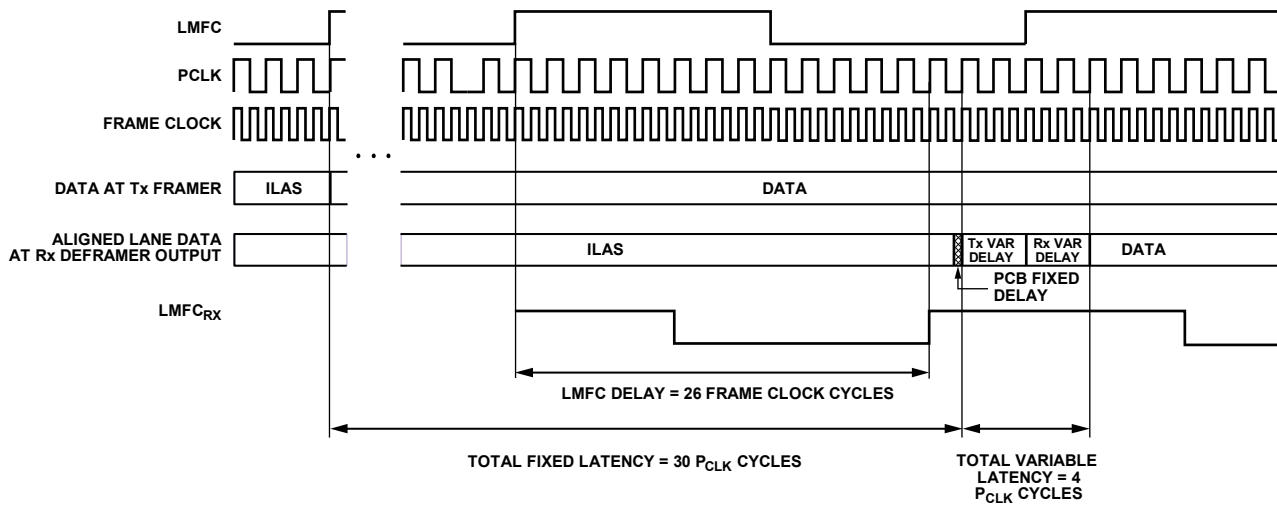 LMFC
PCLK
FRAME CLOCK
. . .
DATA AT Tx FRAMER
ILAS
DATA
ALIGNED LANE DATA
AT Rx DEFRAMER OUTPUT
ILAS
Tx VAR
DELAY
Rx VAR
DELAY
DATA
PCB FIXED
DELAY
LMFCRX
LMFC DELAY = 26 FRAME CLOCK CYCLES
TOTAL FIXED LATENCY = 30 PCLK CYCLES
TOTAL VARIABLE
LATENCY = 4
PCLK CYCLES